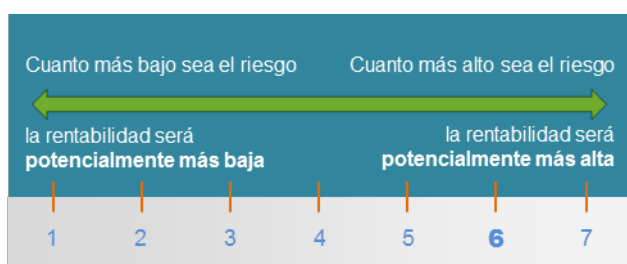 Cuanto más bajo sea el riesgo Cuanto más alto sea el riesgo
la rentabilidad será la rentabilidad será
potencialmente más baja potencialmente más alta
1 2 3 4 5 6 7